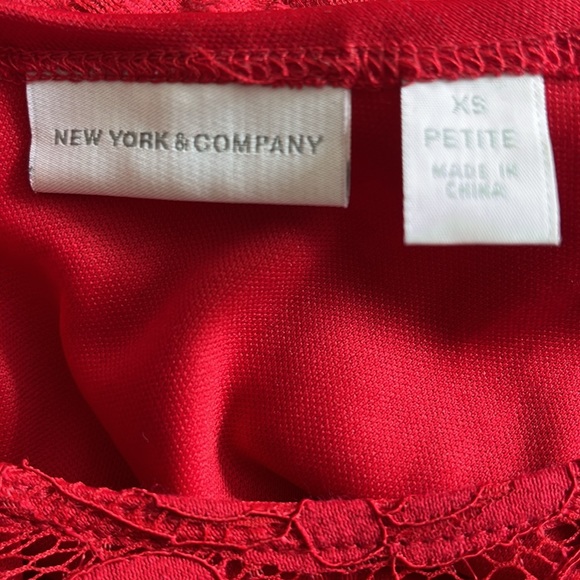 NEW YORK & COMPANY
XS
PETITE
MADE IN
CHINA